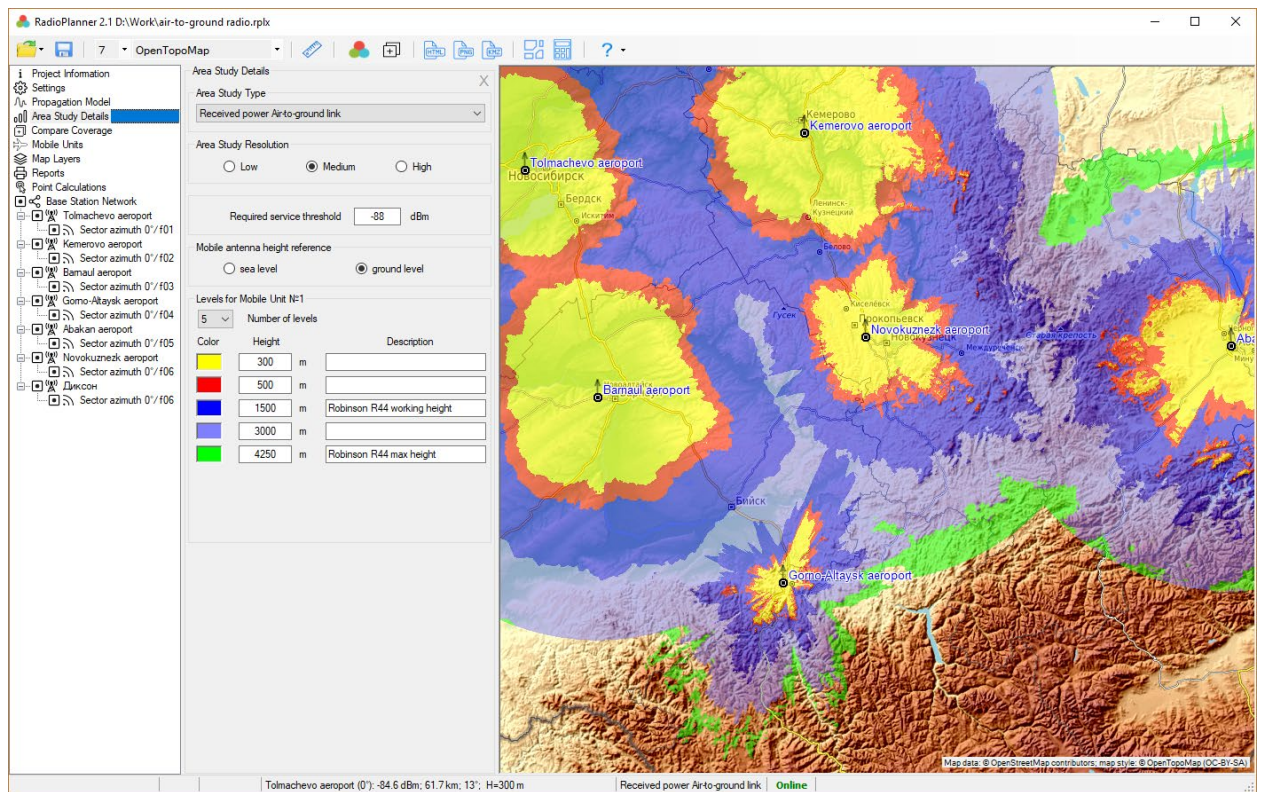 RadioPlanner 2.1 D:\Work\air-to-ground radio.rplx
7 OpenTopoMap HTML PNG KMZ ?
Project Information
Settings
Propagation Model
Area Study Details
Compare Coverage
Mobile Units
Map Layers
Reports
Point Calculations
Base Station Network
Tolmachevo aeroport
Sector azimuth 0°/f01
Kemerovo aeroport
Sector azimuth 0°/f02
Barnaul aeroport
Sector azimuth 0°/f03
Gorno-Altaysk aeroport
Sector azimuth 0°/f04
Abakan aeroport
Sector azimuth 0°/f05
Novokuznezk aeroport
Sector azimuth 0°/f06
Диксон
Sector azimuth 0°/f06
Area Study Details X
Area Study Type
Received power Air-to-ground link
Area Study Resolution
Low Medium High
Required service threshold -88 dBm
Mobile antenna height reference
sea level ground level
Levels for Mobile Unit №1
5 Number of levels
Color Height Description
300 m
500 m
1500 m Robinson R44 working height
3000 m
4250 m Robinson R44 max height
Кемерово
Kemerovo aeroport
Tolmachevo aeroport
Новосибирск
Бердск
Искитим
Ленинск-
Кузнецкий
Белово
Киселёвск
Гусек
Прокопьевск
Novokuznezk aeroport
Новокузнецк
Междуреченск
Старая крепость
Aba
Barnaul aeroport
Бийск
Gorno-Altaysk aeroport
Map data: © OpenStreetMap contributors; map style: © OpenTopoMap (OC-BY-SA)
Tolmachevo aeroport (0°): -84.6 dBm; 61.7 km; 13°; H=300 m
Received power Air-to-ground link
Online